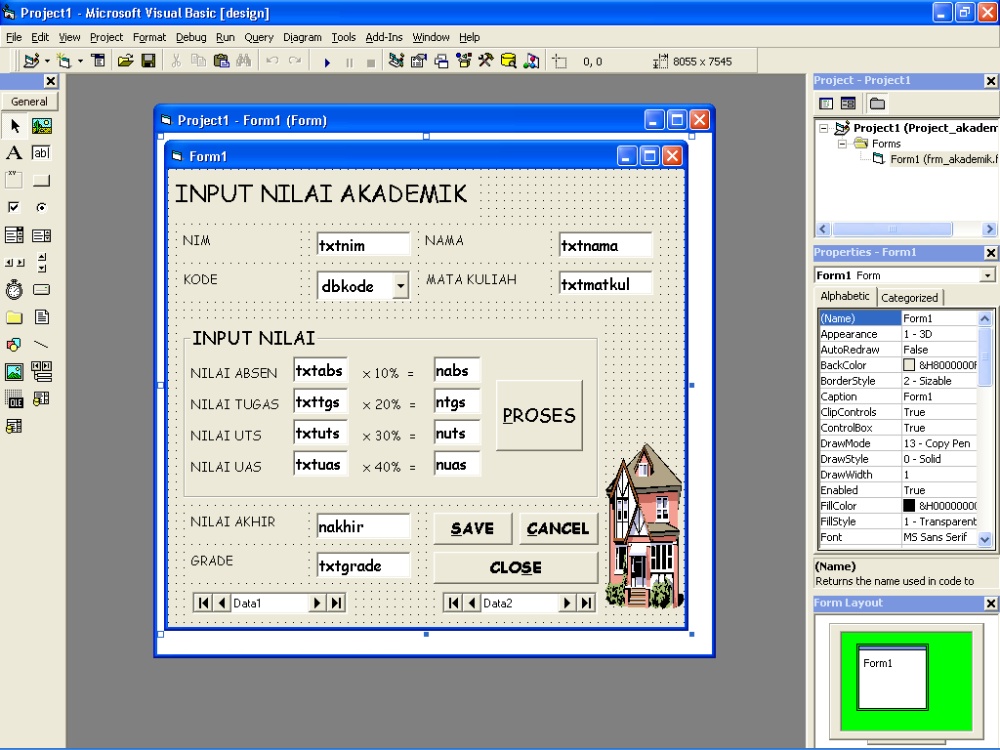 Project1 - Microsoft Visual Basic [design]
File Edit View Project Format Debug Run Query Diagram Tools Add-Ins Window Help
0, 0 8055 x 7545
General
A ab|
xv
OLE
Project1 - Form1 (Form)
Form1
INPUT NILAI AKADEMIK
NIM txtnim NAMA txtnama
KODE dbkode MATA KULIAH txtmatkul
INPUT NILAI
NILAI ABSEN txtabs x 10% = nabs
NILAI TUGAS txttgs x 20% = ntgs
PROSES
NILAI UTS txtuts x 30% = nuts
NILAI UAS txtuas x 40% = nuas
NILAI AKHIR nakhir SAVE CANCEL
GRADE txtgrade CLOSE
Data1 Data2
Project - Project1
Project1 (Project_akadem
Forms
Form1 (frm_akademik.f
Properties - Form1
Form1 Form
Alphabetic Categorized
(Name) Form1
Appearance 1 - 3D
AutoRedraw False
BackColor &H8000000F
BorderStyle 2 - Sizable
Caption Form1
ClipControls True
ControlBox True
DrawMode 13 - Copy Pen
DrawStyle 0 - Solid
DrawWidth 1
Enabled True
FillColor &H0000000
FillStyle 1 - Transparent
Font MS Sans Serif
(Name)
Returns the name used in code to
Form Layout
Form1